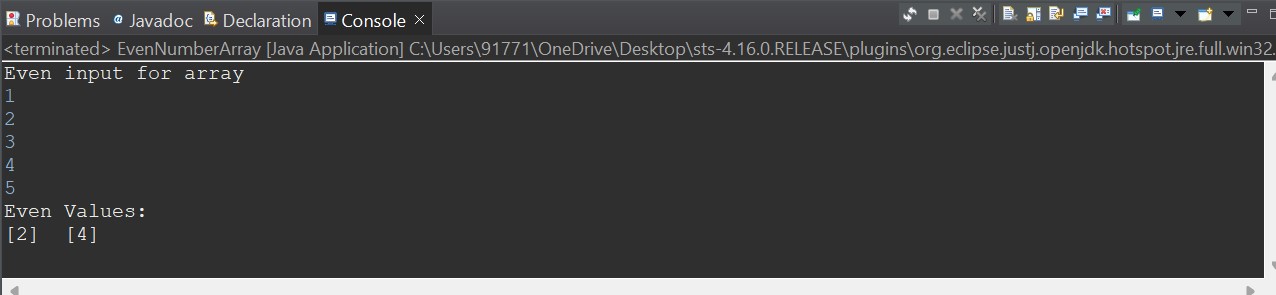 Problems @ Javadoc Declaration Console
<terminated> EvenNumberArray [Java Application] C:\Users\91771\OneDrive\Desktop\sts-4.16.0.RELEASE\plugins\org.eclipse.justj.openjdk.hotspot.jre.full.win32.
Even input for array
1
2
3
4
5
Even Values:
[2] [4]